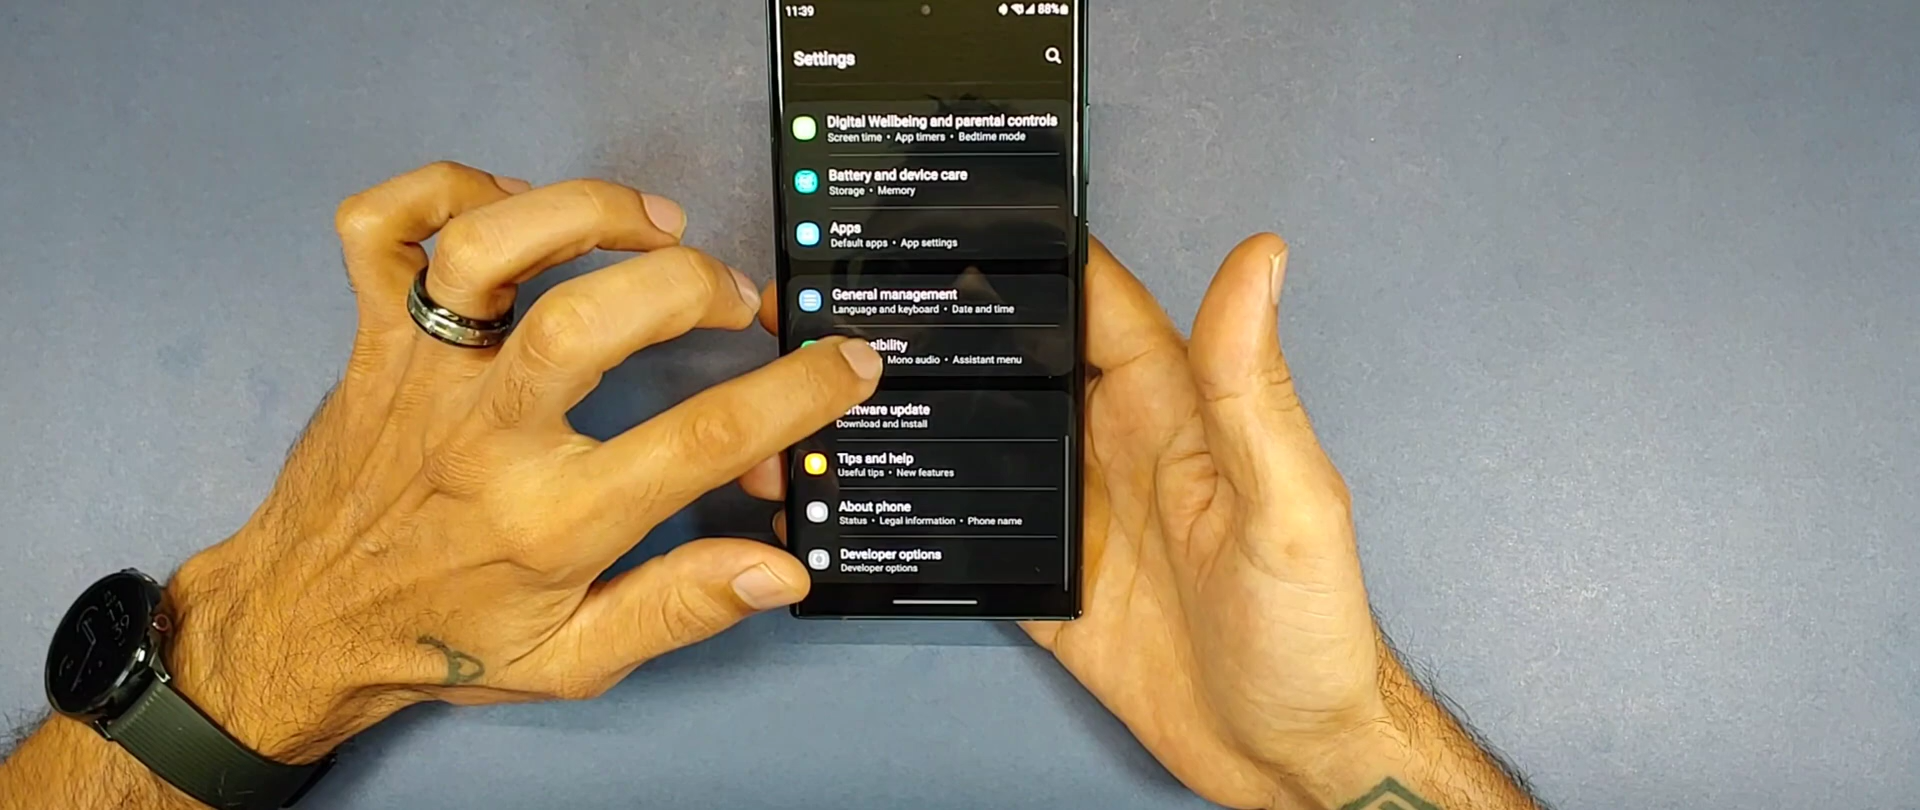 11:39
88%
Settings
Digital Wellbeing and parental controls
Screen time • App timers • Bedtime mode
Battery and device care
Storage • Memory
Apps
Default apps • App settings
General management
Language and keyboard • Date and time
sibility
Mono audio • Assistant menu
ftware update
Download and install
Tips and help
Useful tips • New features
About phone
Status • Legal information • Phone name
Developer options
Developer options